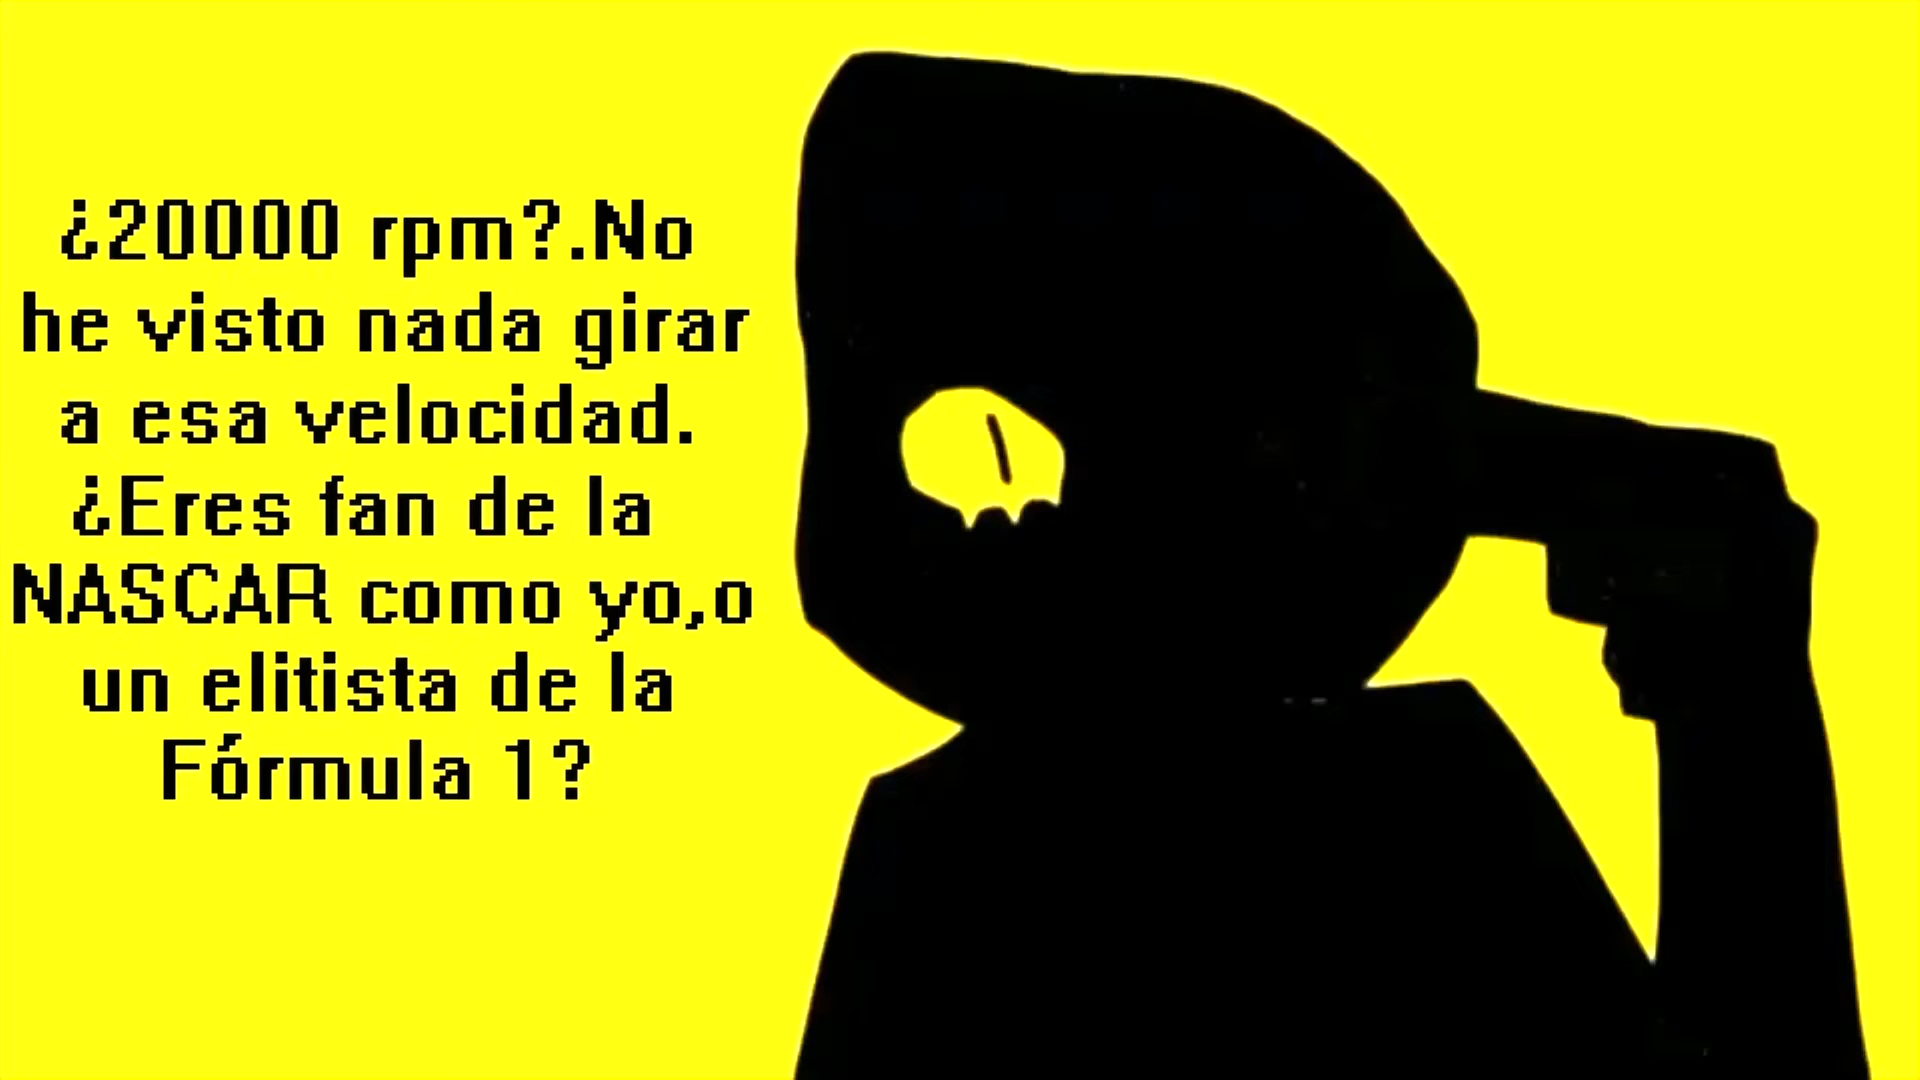 ¿20000 rpm?.No
he visto nada girar
a esa velocidad.
¿Eres fan de la
NASCAR como yo,o
un elitista de la
Fórmula 1?